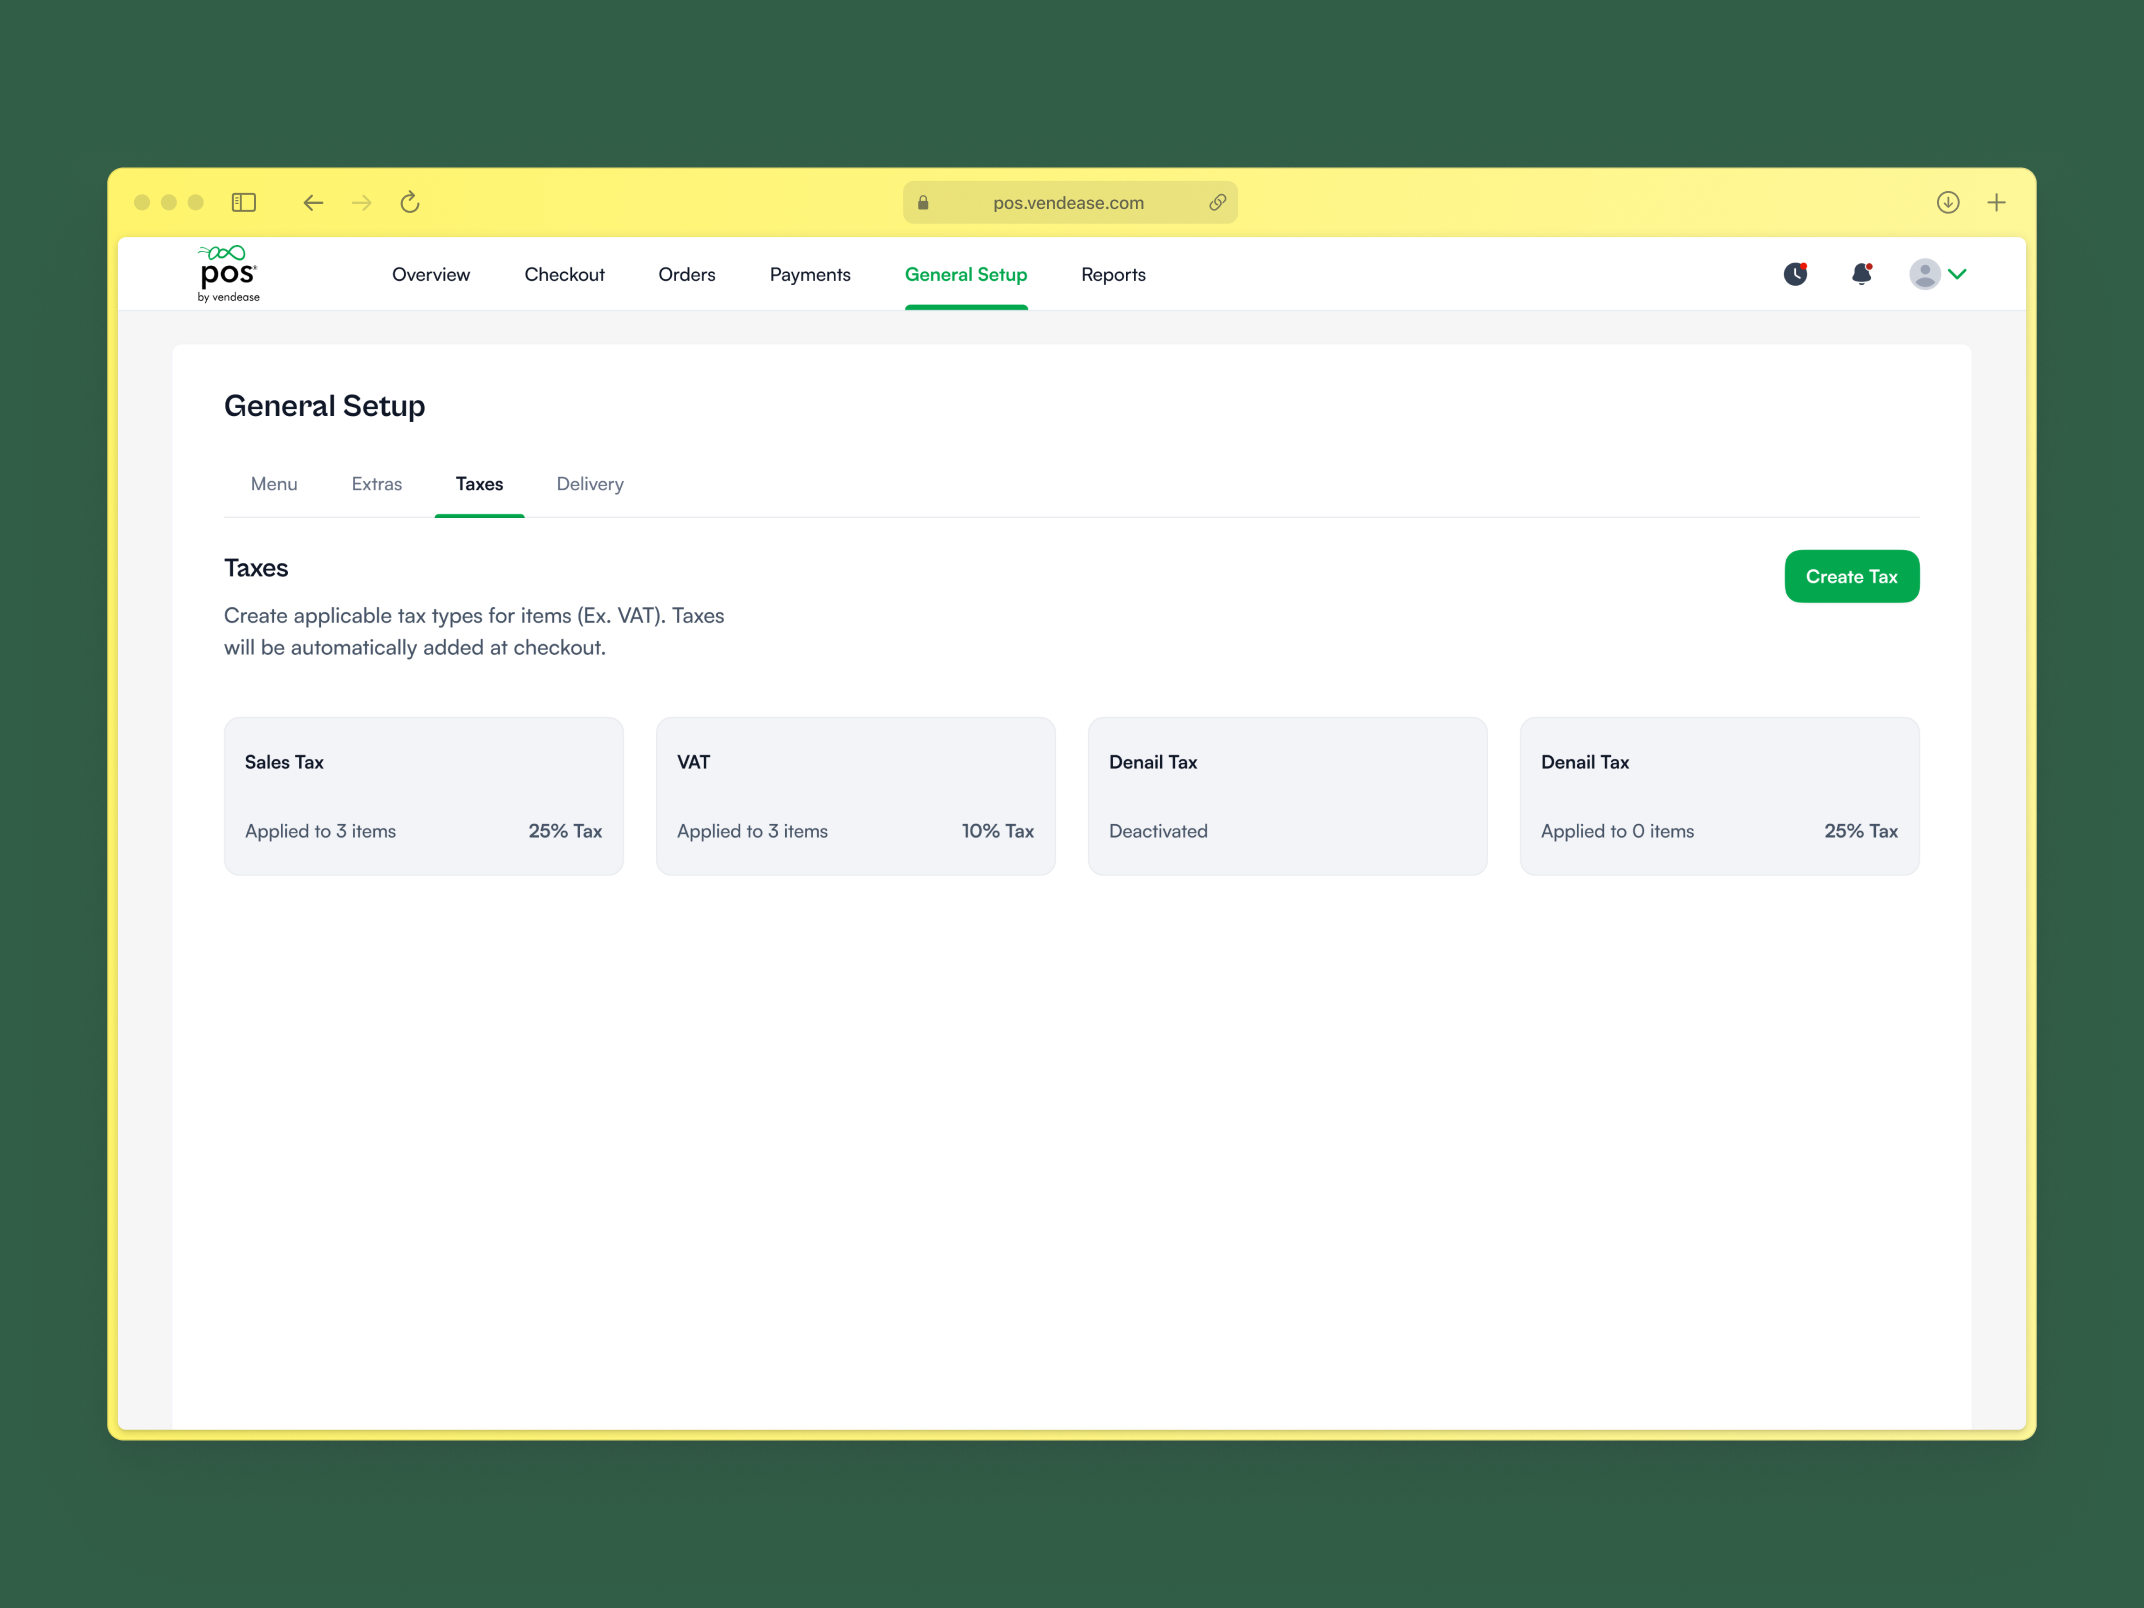 pos.vendease.com
pos
by vendease
Overview
Checkout
Orders
Payments
General Setup
Reports
General Setup
Menu
Extras
Taxes
Delivery
Taxes
Create Tax
Create applicable tax types for items (Ex. VAT). Taxes
will be automatically added at checkout.
Sales Tax
Applied to 3 items
25% Tax
VAT
Applied to 3 items
10% Tax
Denail Tax
Deactivated
Denail Tax
Applied to 0 items
25% Tax